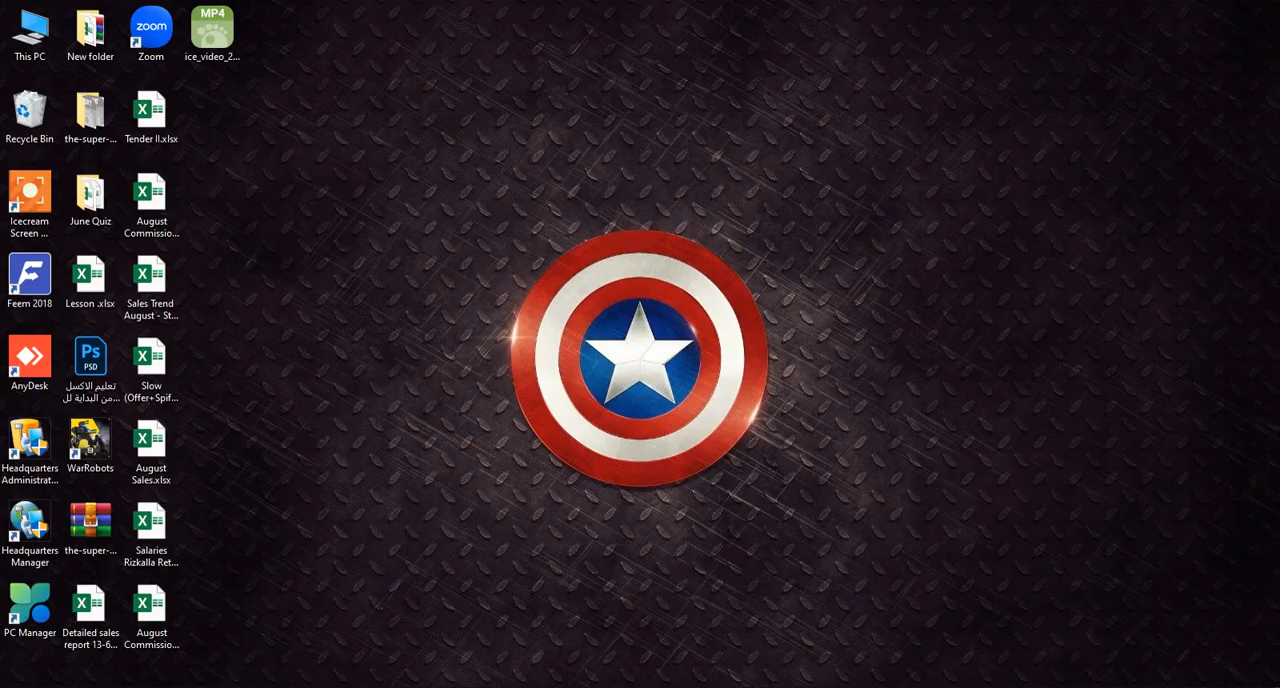 This PC
New folder
zoom
Zoom
MP4
ice_video_2...
Recycle Bin
the-super-...
Tender II.xlsx
Icecream
Screen ...
June Quiz
August
Commissio...
Feem 2018
Lesson .xlsx
Sales Trend
August - St...
AnyDesk
Ps
PSD
تعليم الاكسل
من البداية لل...
Slow
(Offer+Spif...
Headquarters
Administrat...
WarRobots
August
Sales.xlsx
Headquarters
Manager
the-super-...
Salaries
Rizkalla Ret...
PC Manager
Detailed sales
report 13-6...
August
Commissio...